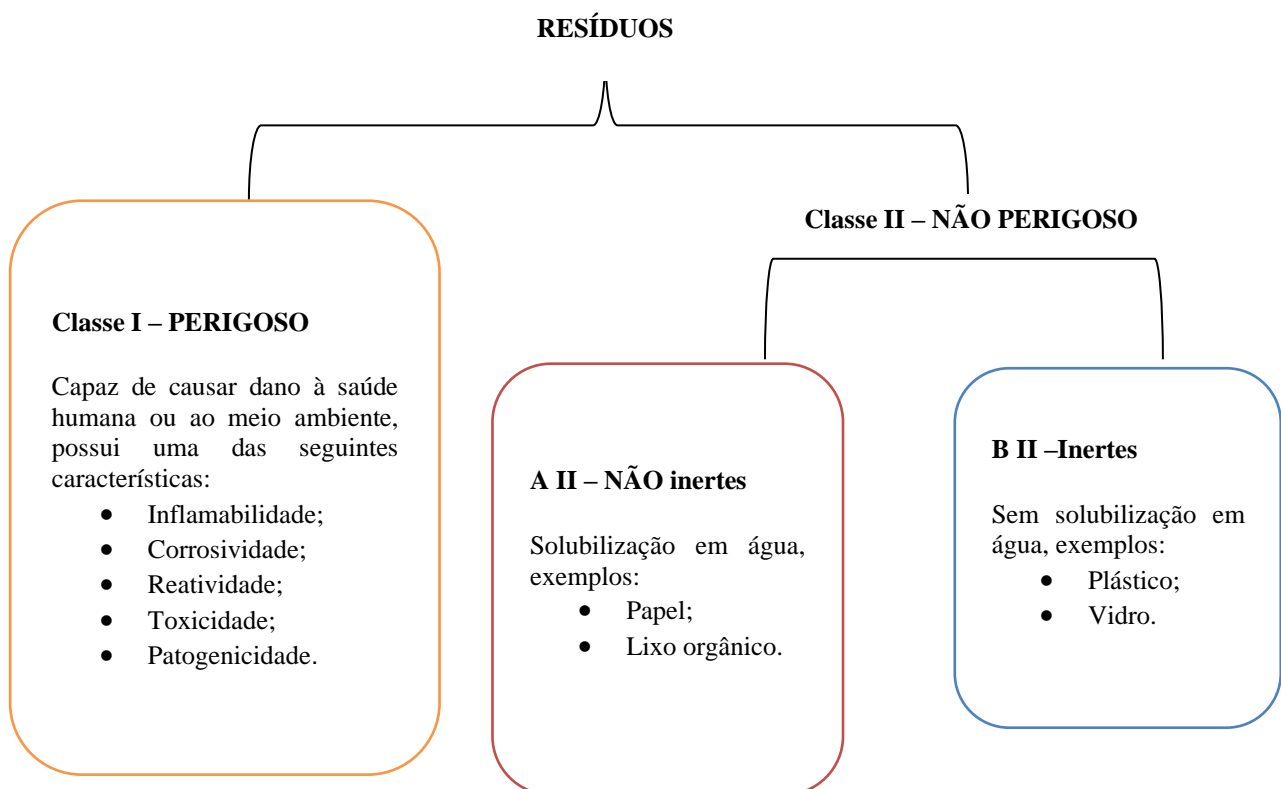 RESÍDUOS
Classe I – PERIGOSO
Capaz de causar dano à saúde
humana ou ao meio ambiente,
possui uma das seguintes
características:
• Inflamabilidade;
• Corrosividade;
• Reatividade;
• Toxicidade;
• Patogenicidade.
Classe II – NÃO PERIGOSO
A II – NÃO inertes
Solubilização em água,
exemplos:
• Papel;
• Lixo orgânico.
B II –Inertes
Sem solubilização em
água, exemplos:
• Plástico;
• Vidro.